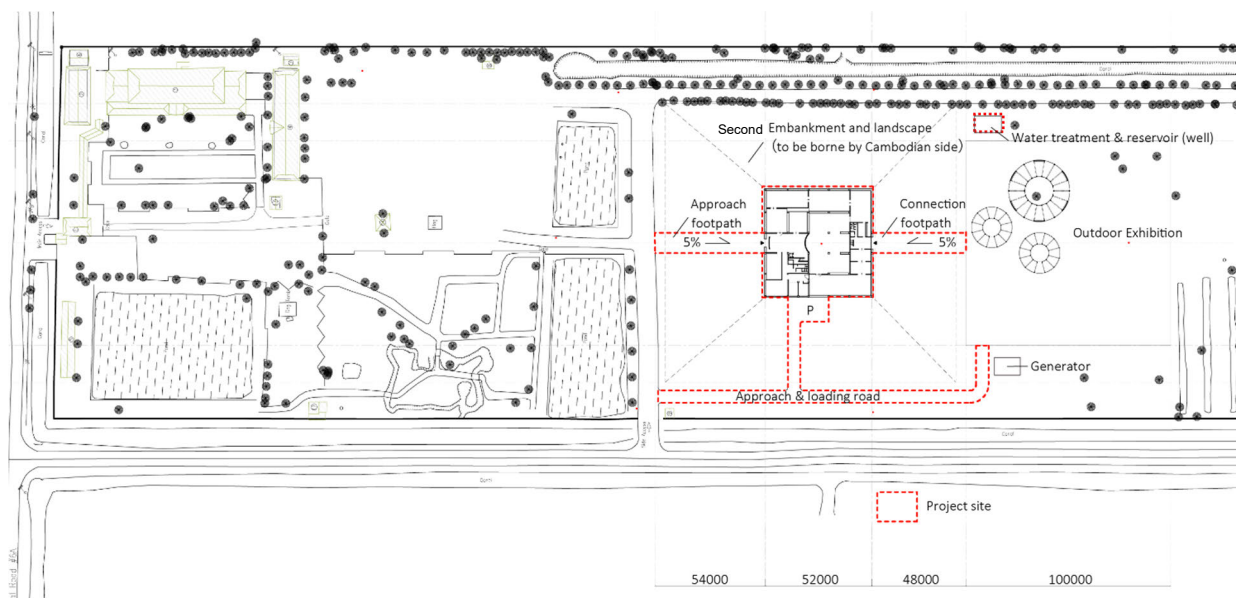 Second Embankment and landscape
(to be borne by Cambodian side)
Water treatment & reservoir (well)
Approach
footpath
5%
Connection
footpath
5%
Outdoor Exhibition
P
Generator
Approach & loading road
Project site
54000
52000
48000
100000